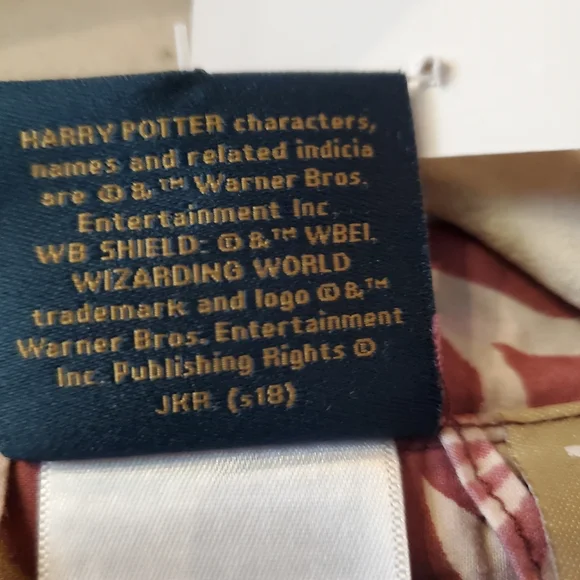 HARRY POTTER characters,
names and related indicia
are © & ™ Warner Bros.
Entertainment Inc.
WB SHIELD: © & ™ WBEI.
WIZARDING WORLD
trademark and logo ® & ™
Warner Bros. Entertainment
Inc. Publishing Rights ©
JKR. (s18)